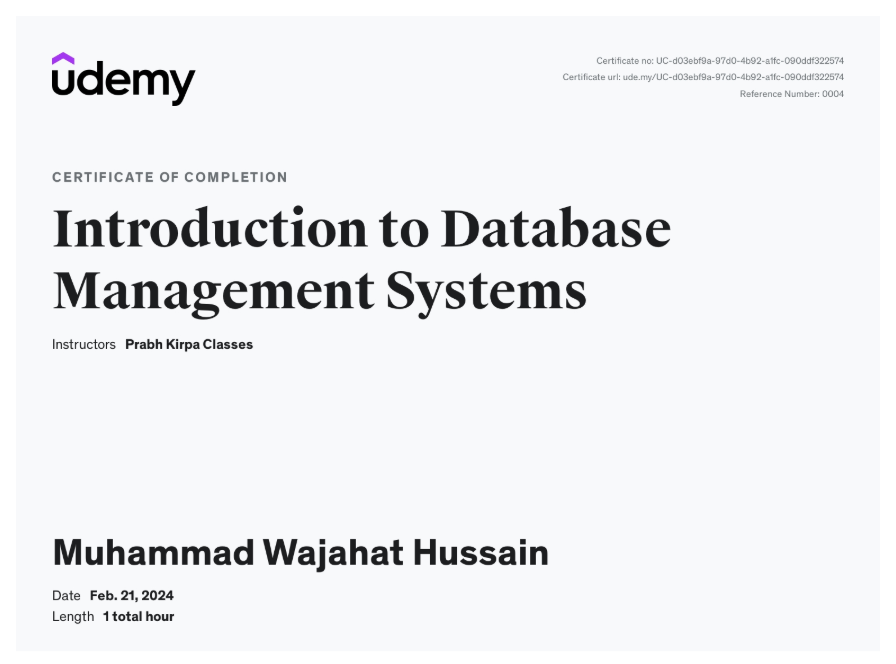 udemy
Certificate no: UC-d03ebf9a-97d0-4b92-a1fc-090ddf322574
Certificate url: ude.my/UC-d03ebf9a-97d0-4b92-a1fc-090ddf322574
Reference Number: 0004
CERTIFICATE OF COMPLETION
Introduction to Database
Management Systems
Instructors Prabh Kirpa Classes
Muhammad Wajahat Hussain
Date Feb. 21, 2024
Length 1 total hour